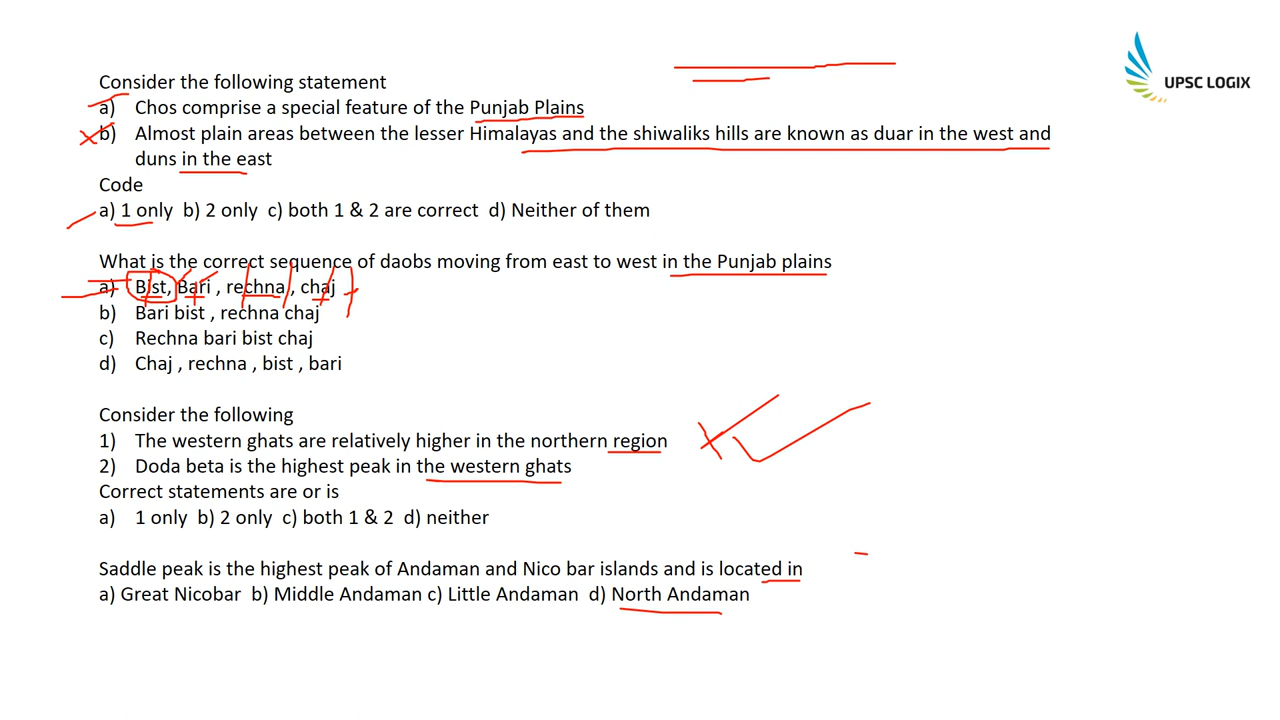 UPSC LOGIX
Consider the following statement
a) Chos comprise a special feature of the Punjab Plains
b) Almost plain areas between the lesser Himalayas and the shiwaliks hills are known as duar in the west and
duns in the east
Code
a) 1 only b) 2 only c) both 1 & 2 are correct d) Neither of them
What is the correct sequence of daobs moving from east to west in the Punjab plains
a) Bist, Bari , rechna , chaj
b) Bari bist , rechna chaj
c) Rechna bari bist chaj
d) Chaj , rechna , bist , bari
Consider the following
1) The western ghats are relatively higher in the northern region
2) Doda beta is the highest peak in the western ghats
Correct statements are or is
a) 1 only b) 2 only c) both 1 & 2 d) neither
Saddle peak is the highest peak of Andaman and Nico bar islands and is located in
a) Great Nicobar b) Middle Andaman c) Little Andaman d) North Andaman